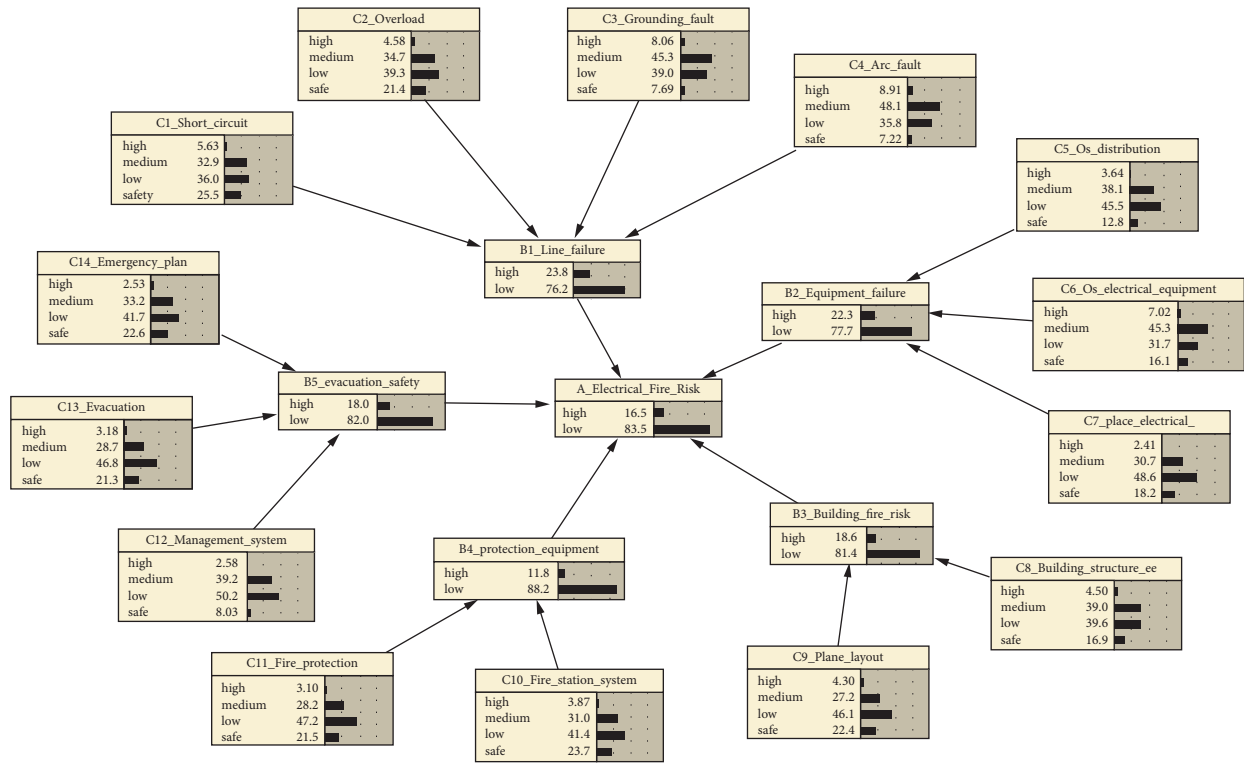 C2_Overload
high 4.58
medium 34.7
low 39.3
safe 21.4
C3_Grounding_fault
high 8.06
medium 45.3
low 39.0
safe 7.69
C4_Arc_fault
high 8.91
medium 48.1
low 35.8
safe 7.22
C1_Short_circuit
high 5.63
medium 32.9
low 36.0
safety 25.5
C5_Os_distribution
high 3.64
medium 38.1
low 45.5
safe 12.8
B1_Line_failure
high 23.8
low 76.2
C14_Emergency_plan
high 2.53
medium 33.2
low 41.7
safe 22.6
B2_Equipment_failure
high 22.3
low 77.7
C6_Os_electrical_equipment
high 7.02
medium 45.3
low 31.7
safe 16.1
B5_evacuation_safety
high 18.0
low 82.0
A_Electrical_Fire_Risk
high 16.5
low 83.5
C13_Evacuation
high 3.18
medium 28.7
low 46.8
safe 21.3
C7_place_electrical_
high 2.41
medium 30.7
low 48.6
safe 18.2
B3_Building_fire_risk
high 18.6
low 81.4
C12_Management_system
high 2.58
medium 39.2
low 50.2
safe 8.03
B4_protection_equipment
high 11.8
low 88.2
C8_Building_structure_ee
high 4.50
medium 39.0
low 39.6
safe 16.9
C11_Fire_protection
high 3.10
medium 28.2
low 47.2
safe 21.5
C10_Fire_station_system
high 3.87
medium 31.0
low 41.4
safe 23.7
C9_Plane_layout
high 4.30
medium 27.2
low 46.1
safe 22.4